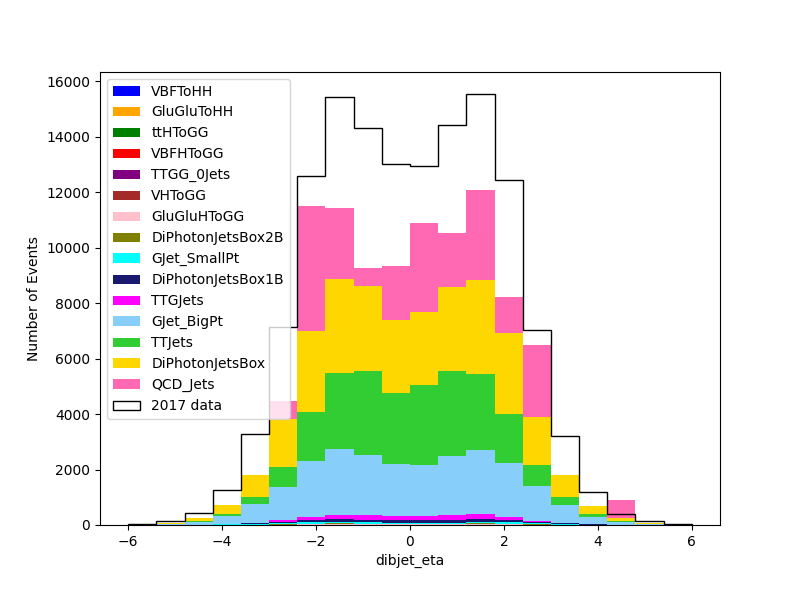 16000
14000
12000
10000
8000
6000
4000
2000
0
Number of Events
VBFToHH
GluGluToHH
ttHToGG
VBFHToGG
TTGG_0Jets
VHToGG
GluGluHToGG
DiPhotonJetsBox2B
GJet_SmallPt
DiPhotonJetsBox1B
TTGJets
GJet_BigPt
TTJets
DiPhotonJetsBox
QCD_Jets
2017 data
−6 −4 −2 0 2 4 6
dibjet_eta